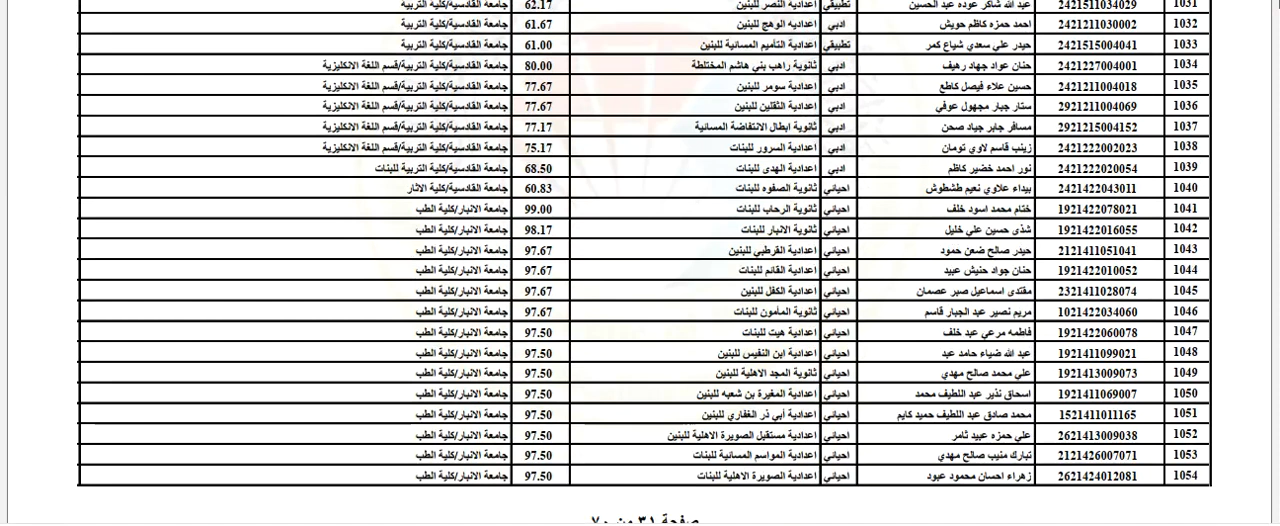 1031 2421511034029 عبد الله شاكر عوده عبد الحسين تطبيقي اعدادية النصر للبنين 62.17 جامعة القادسية/كلية التربية
1032 2421211030002 احمد حمزه كاظم حويش ادبي اعدادية الوهج للبنين 61.67 جامعة القادسية/كلية التربية
1033 2421515004041 حيدر علي سعدي شياع كمر تطبيقي اعدادية التأميم المسائية للبنين 61.00 جامعة القادسية/كلية التربية
1034 2421227004001 حنان عواد جهاد رهيف ادبي ثانوية راهب بني هاشم المختلطة 80.00 جامعة القادسية/كلية التربية/قسم اللغة الانكليزية
1035 2421211004018 حسين علاء فيصل كاطع ادبي اعدادية سومر للبنين 77.67 جامعة القادسية/كلية التربية/قسم اللغة الانكليزية
1036 2921211004069 ستار جبار مجهول عوفي ادبي اعدادية الثقلين للبنين 77.67 جامعة القادسية/كلية التربية/قسم اللغة الانكليزية
1037 2921215004152 مسافر جابر جياد صحن ادبي ثانوية ابطال الانتفاضة المسائية 77.17 جامعة القادسية/كلية التربية/قسم اللغة الانكليزية
1038 2421222002023 زينب قاسم لاوي تومان ادبي اعدادية السرور للبنات 75.17 جامعة القادسية/كلية التربية/قسم اللغة الانكليزية
1039 2421222020054 نور احمد خضير كاظم ادبي اعدادية الهدى للبنات 68.50 جامعة القادسية/كلية التربية للبنات
1040 2421422043011 بيداء علاوي نعيم طشطوش احيائي ثانوية الصفوه للبنات 60.83 جامعة القادسية/كلية الاثار
1041 1921422078021 ختام محمد اسود خلف احيائي ثانوية الرحاب للبنات 99.00 جامعة الانبار/كلية الطب
1042 1921422016055 شذى حسين علي خليل احيائي ثانوية الانبار للبنات 98.17 جامعة الانبار/كلية الطب
1043 2121411051041 حيدر صالح ضعن حمود احيائي اعدادية القرطبي للبنين 97.67 جامعة الانبار/كلية الطب
1044 1921422010052 حنان جواد حنيش عبيد احيائي اعدادية القائم للبنات 97.67 جامعة الانبار/كلية الطب
1045 2321411028074 مقتدى اسماعيل صبر عصمان احيائي اعدادية الكفل للبنين 97.67 جامعة الانبار/كلية الطب
1046 1021422034060 مريم نصير عبد الجبار قاسم احيائي ثانوية المأمون للبنات 97.67 جامعة الانبار/كلية الطب
1047 1921422060078 فاطمه مرعي عبد خلف احيائي اعدادية هيت للبنات 97.50 جامعة الانبار/كلية الطب
1048 1921411099021 عبد الله ضياء حامد عبد احيائي اعدادية ابن النفيس للبنين 97.50 جامعة الانبار/كلية الطب
1049 1921413009073 علي محمد صالح مهدي احيائي ثانوية المجد الاهلية للبنين 97.50 جامعة الانبار/كلية الطب
1050 1921411069007 اسحاق نذير عبد اللطيف محمد احيائي اعدادية المغيرة بن شعبه للبنين 97.50 جامعة الانبار/كلية الطب
1051 1521411011165 محمد صادق عبد اللطيف حميد كايم احيائي اعدادية أبي ذر الغفاري للبنين 97.50 جامعة الانبار/كلية الطب
1052 2621413009038 علي حمزه عبيد ثامر احيائي اعدادية مستقبل الصويرة الاهلية للبنين 97.50 جامعة الانبار/كلية الطب
1053 2121426007071 تبارك منيب صالح مهدي احيائي اعدادية المواسم المسائية للبنات 97.50 جامعة الانبار/كلية الطب
1054 2621424012081 زهراء احسان محمود عبود احيائي اعدادية الصويرة الاهلية للبنات 97.50 جامعة الانبار/كلية الطب
صفحة ٣١ من ٧٠